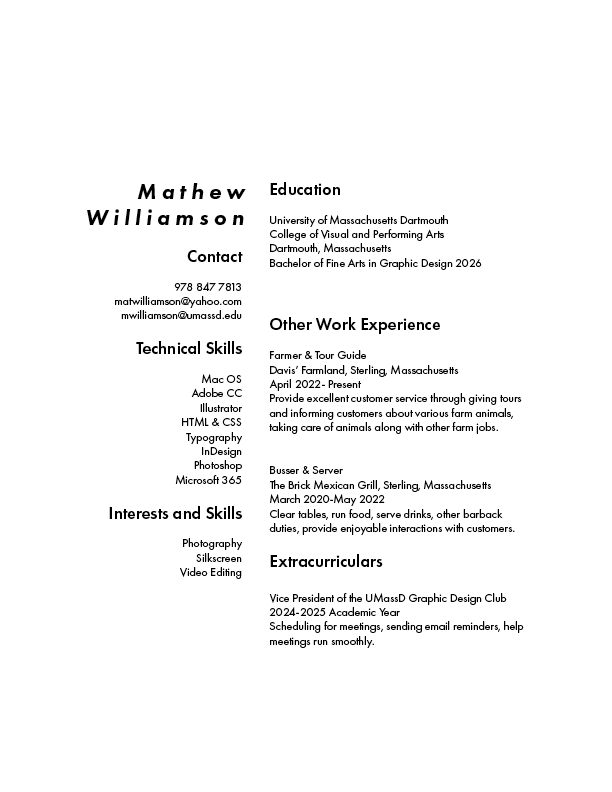 Mathew
Williamson
Contact
978 847 7813
matwilliamson@yahoo.com
mwilliamson@umassd.edu
Technical Skills
Mac OS
Adobe CC
Illustrator
HTML & CSS
Typography
InDesign
Photoshop
Microsoft 365
Interests and Skills
Photography
Silkscreen
Video Editing
Education
University of Massachusetts Dartmouth
College of Visual and Performing Arts
Dartmouth, Massachusetts
Bachelor of Fine Arts in Graphic Design 2026
Other Work Experience
Farmer & Tour Guide
Davis’ Farmland, Sterling, Massachusetts
April 2022- Present
Provide excellent customer service through giving tours
and informing customers about various farm animals,
taking care of animals along with other farm jobs.
Busser & Server
The Brick Mexican Grill, Sterling, Massachusetts
March 2020-May 2022
Clear tables, run food, serve drinks, other barback
duties, provide enjoyable interactions with customers.
Extracurriculars
Vice President of the UMassD Graphic Design Club
2024-2025 Academic Year
Scheduling for meetings, sending email reminders, help
meetings run smoothly.